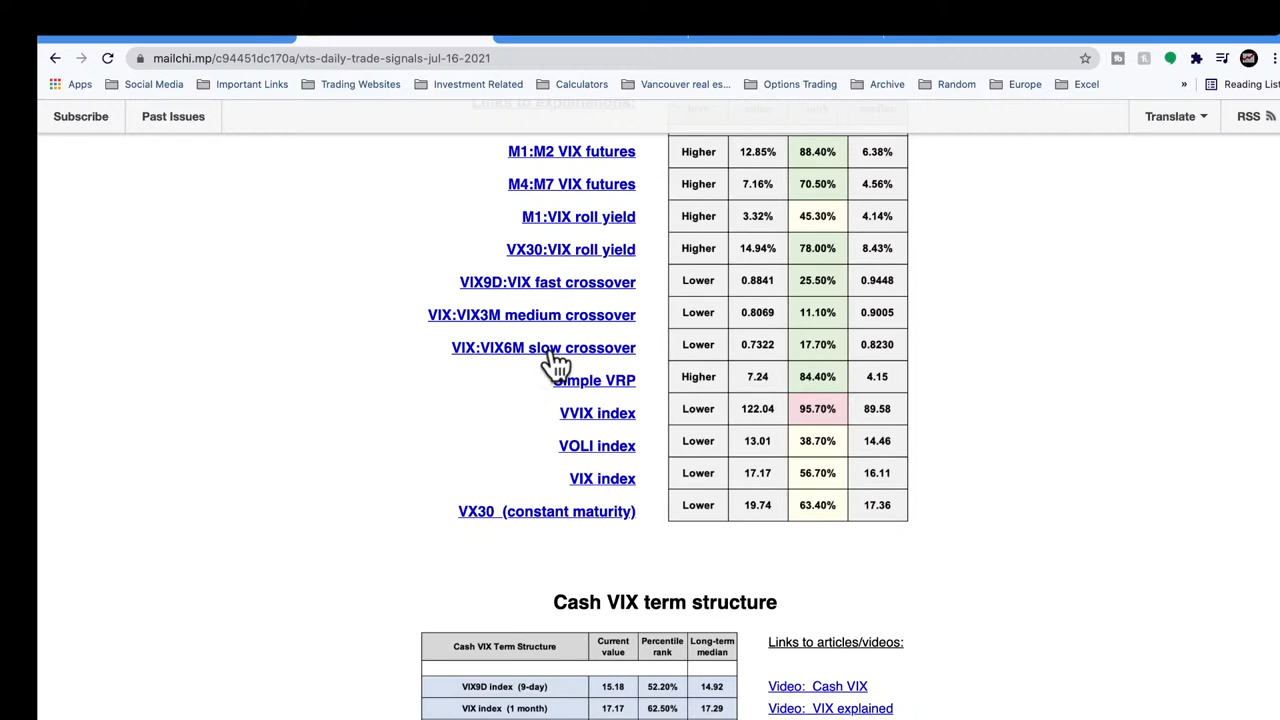 mailchi.mp/c94451dc170a/vts-daily-trade-signals-jul-16-2021
Apps Social Media Important Links Trading Websites Investment Related Calculators Vancouver real es... Options Trading Archive Random Europe Excel » Reading List
Subscribe Past Issues Translate RSS
Links to explanations:
M1:M2 VIX futures Higher 12.85% 88.40% 6.38%
M4:M7 VIX futures Higher 7.16% 70.50% 4.56%
M1:VIX roll yield Higher 3.32% 45.30% 4.14%
VX30:VIX roll yield Higher 14.94% 78.00% 8.43%
VIX9D:VIX fast crossover Lower 0.8841 25.50% 0.9448
VIX:VIX3M medium crossover Lower 0.8069 11.10% 0.9005
VIX:VIX6M slow crossover Lower 0.7322 17.70% 0.8230
Simple VRP Higher 7.24 84.40% 4.15
VVIX index Lower 122.04 95.70% 89.58
VOLI index Lower 13.01 38.70% 14.46
VIX index Lower 17.17 56.70% 16.11
VX30 (constant maturity) Lower 19.74 63.40% 17.36
Cash VIX term structure
Cash VIX Term Structure Current value Percentile rank Long-term median
Links to articles/videos:
VIX9D index (9-day) 15.18 52.20% 14.92
Video: Cash VIX
VIX index (1 month) 17.17 62.50% 17.29
Video: VIX explained